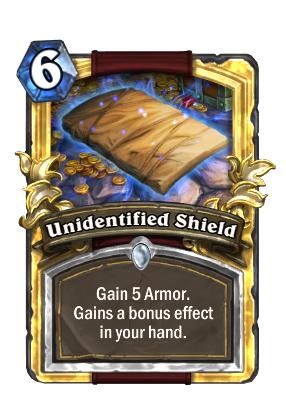 6
Unidentified Shield
Gain 5 Armor.
Gains a bonus effect
in your hand.